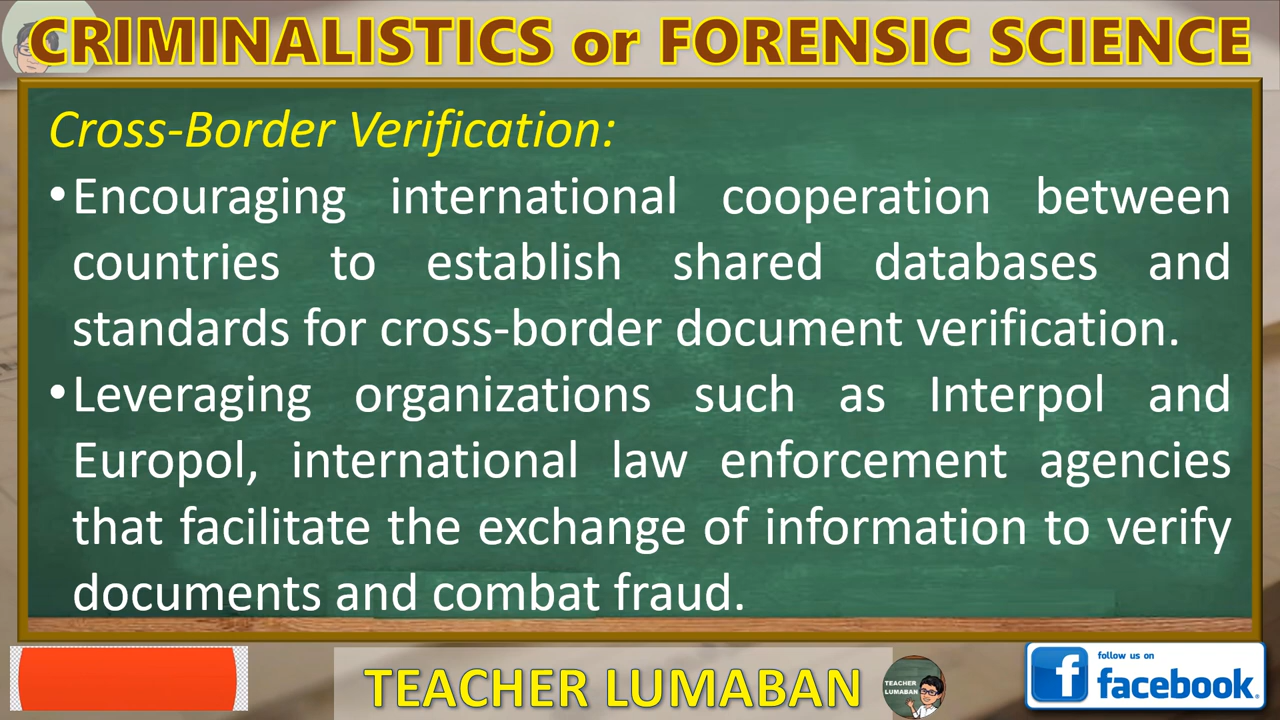 CRIMINALISTICS or FORENSIC SCIENCE
Cross-Border Verification:
•Encouraging international cooperation between
countries to establish shared databases and
standards for cross-border document verification.
•Leveraging organizations such as Interpol and
Europol, international law enforcement agencies
that facilitate the exchange of information to verify
documents and combat fraud.
TEACHER LUMABAN
TEACHER
LUMABAN
follow us on
facebook.